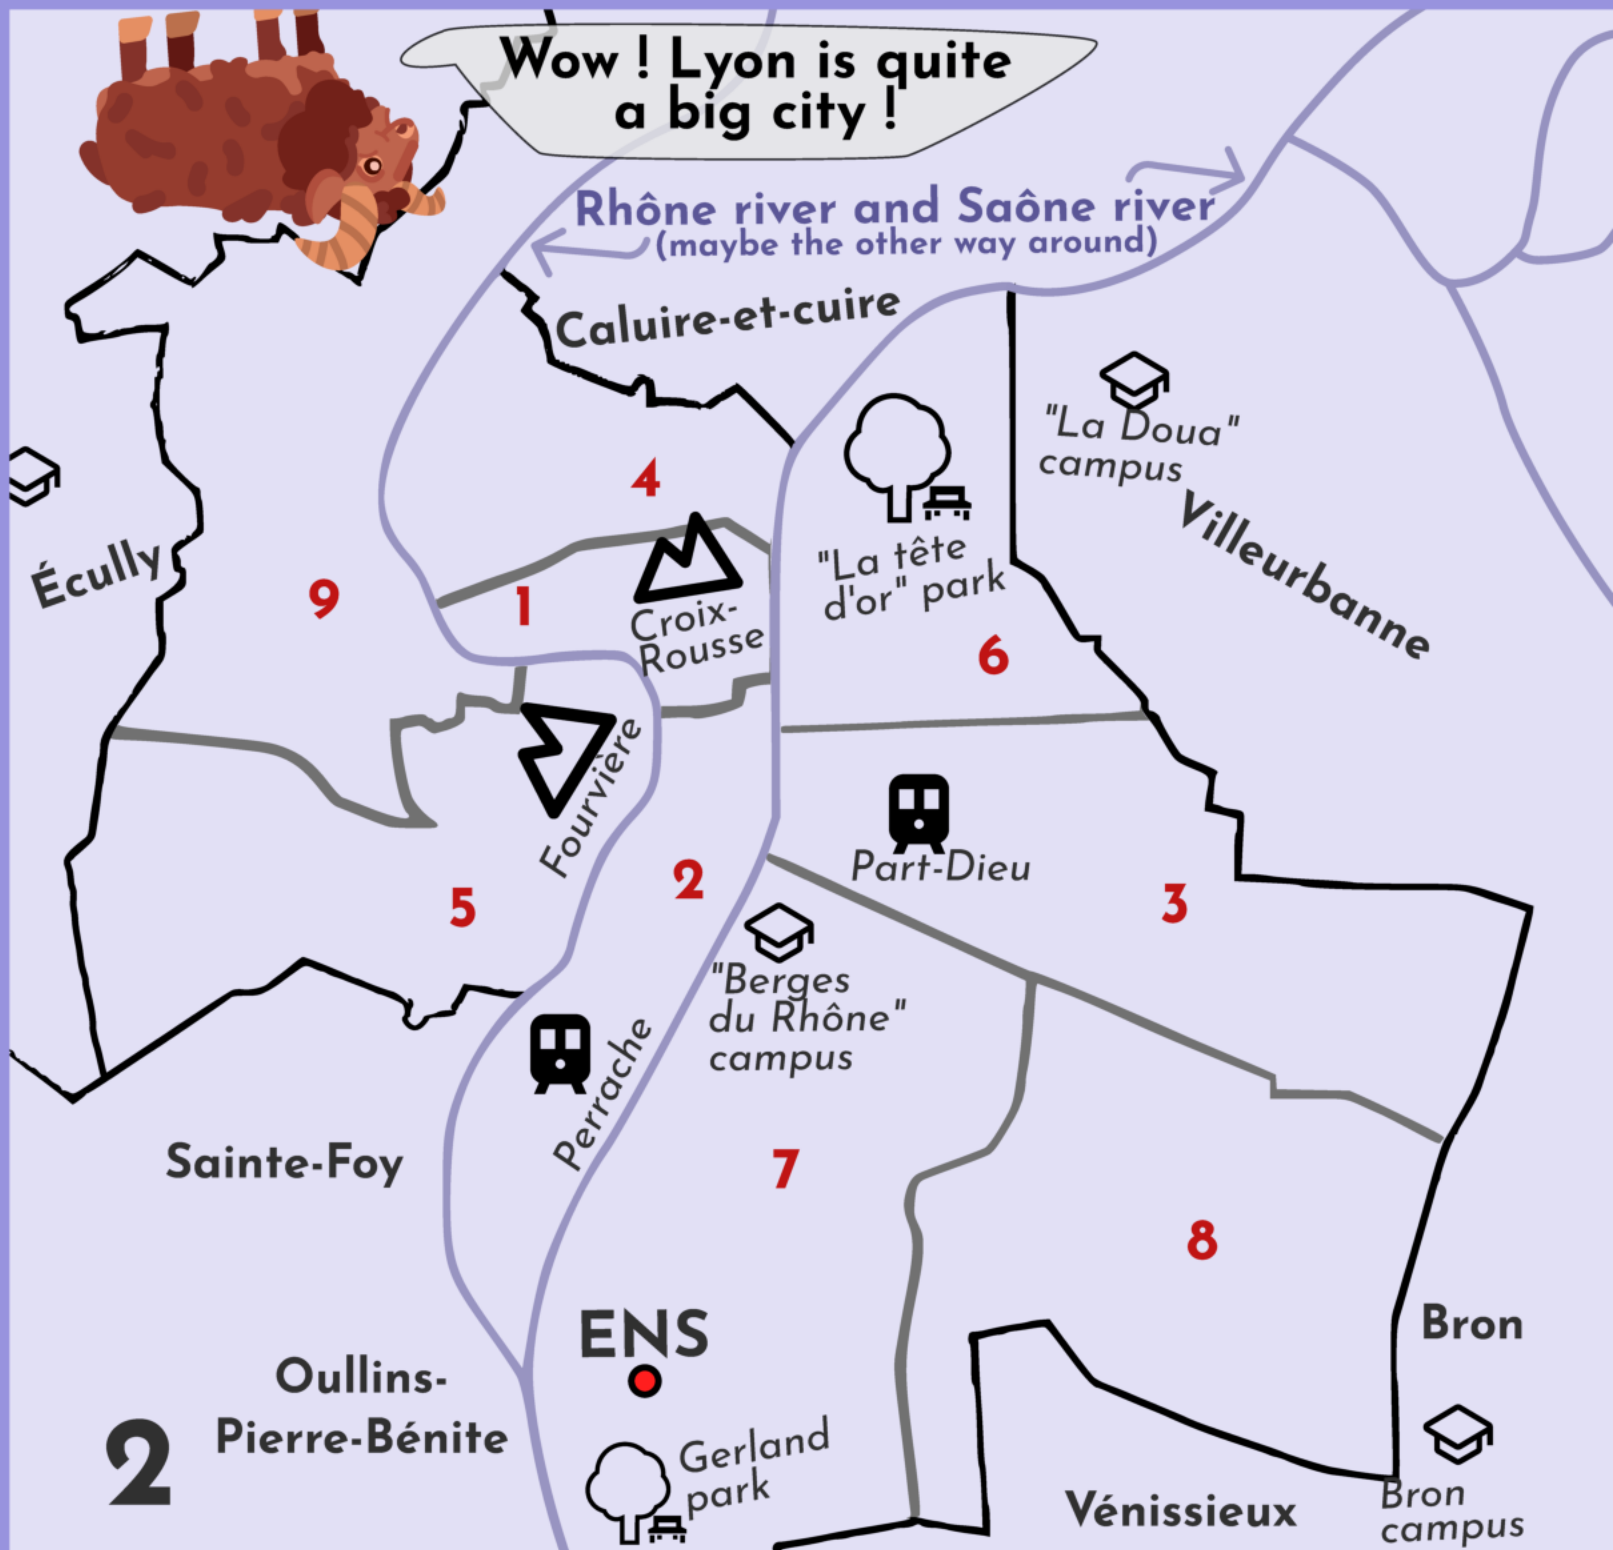 Wow ! Lyon is quite
a big city !
Rhône river and Saône river
(maybe the other way around)
Caluire-et-cuire
"La Doua"
campus
Villeurbanne
4
Écully
9
1
Croix-
Rousse
"La tête
d'or" park
6
Fourvière
5
2
Part-Dieu
3
"Berges
du Rhône"
campus
Perrache
Sainte-Foy
7
8
ENS
Bron
Oullins-
Pierre-Bénite
2
Gerland
park
Vénissieux
Bron
campus